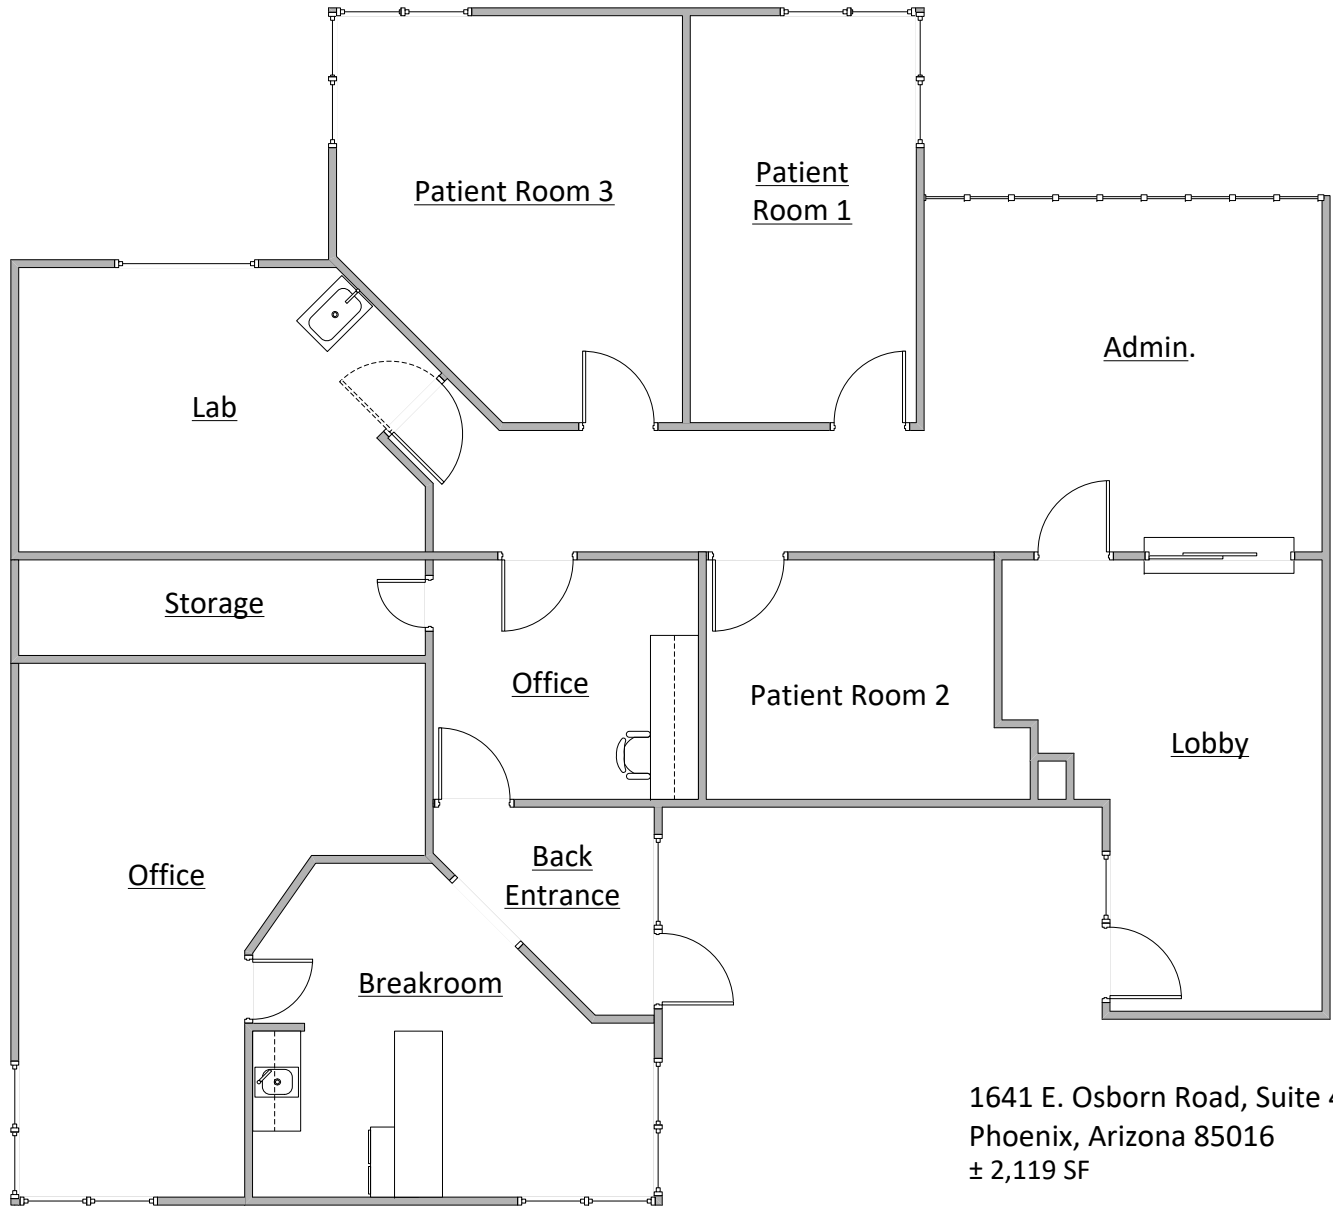 Patient Room 3
Patient
Room 1
Admin.
Lab
Storage
Office
Patient Room 2
Lobby
Office
Back
Entrance
Breakroom
1641 E. Osborn Road, Suite
Phoenix, Arizona 85016
± 2,119 SF